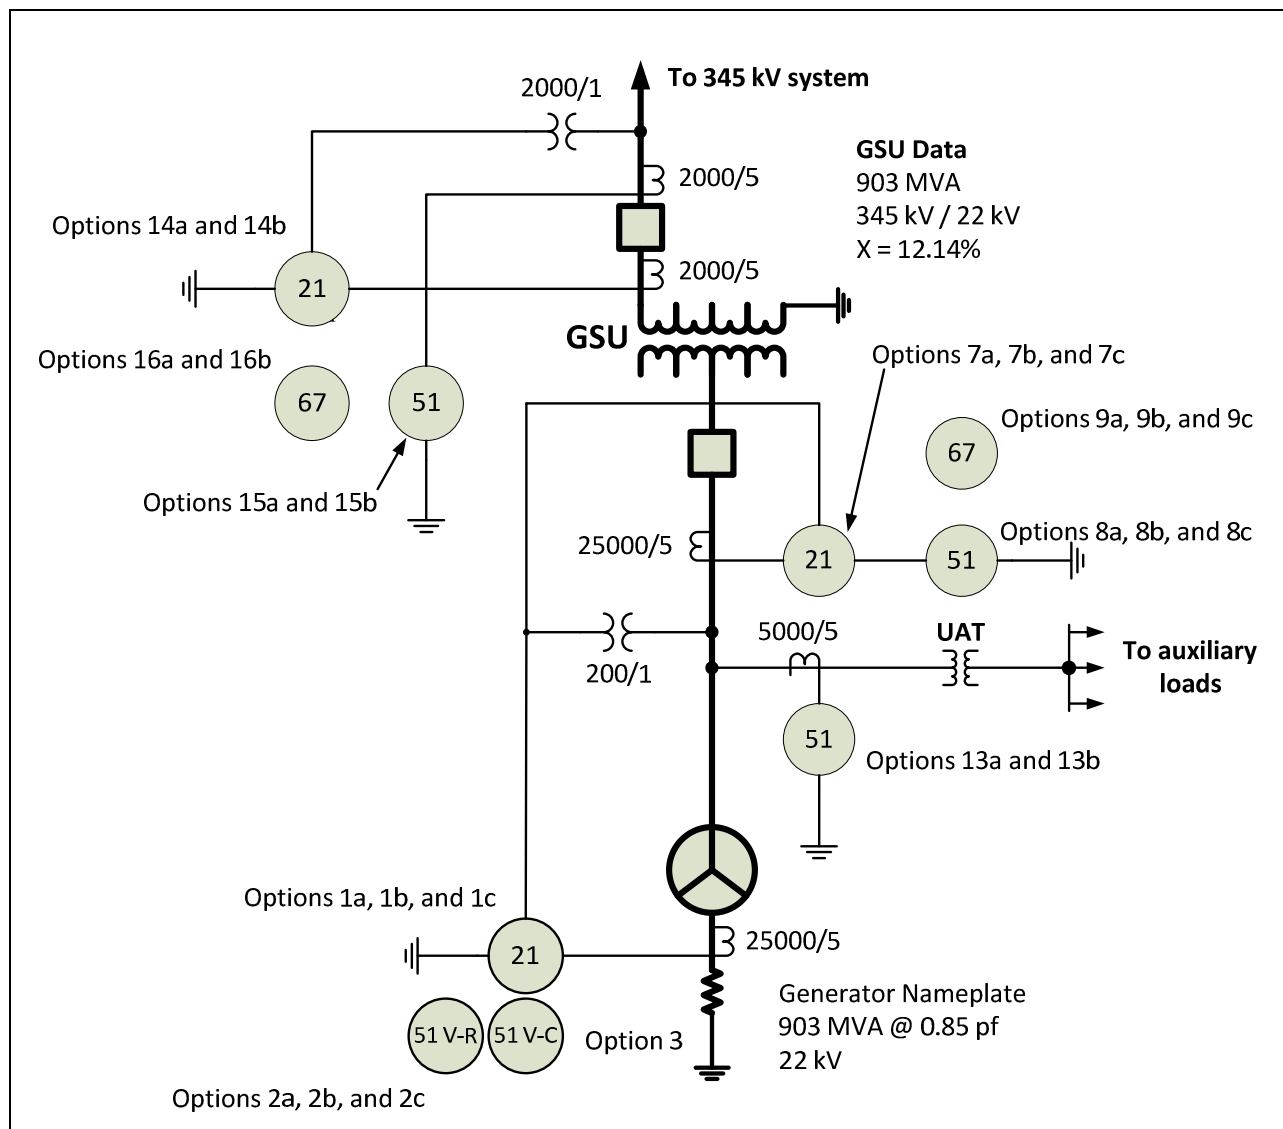 2000/1
To 345 kV system
GSU Data
903 MVA
345 kV / 22 kV
X = 12.14%
2000/5
Options 14a and 14b
21
2000/5
GSU
Options 16a and 16b
67
51
Options 15a and 15b
Options 7a, 7b, and 7c
67
Options 9a, 9b, and 9c
25000/5
21
51
Options 8a, 8b, and 8c
200/1
5000/5
UAT
To auxiliary
loads
51
Options 13a and 13b
Options 1a, 1b, and 1c
21
25000/5
51 V-R
51 V-C
Option 3
Options 2a, 2b, and 2c
Generator Nameplate
903 MVA @ 0.85 pf
22 kV